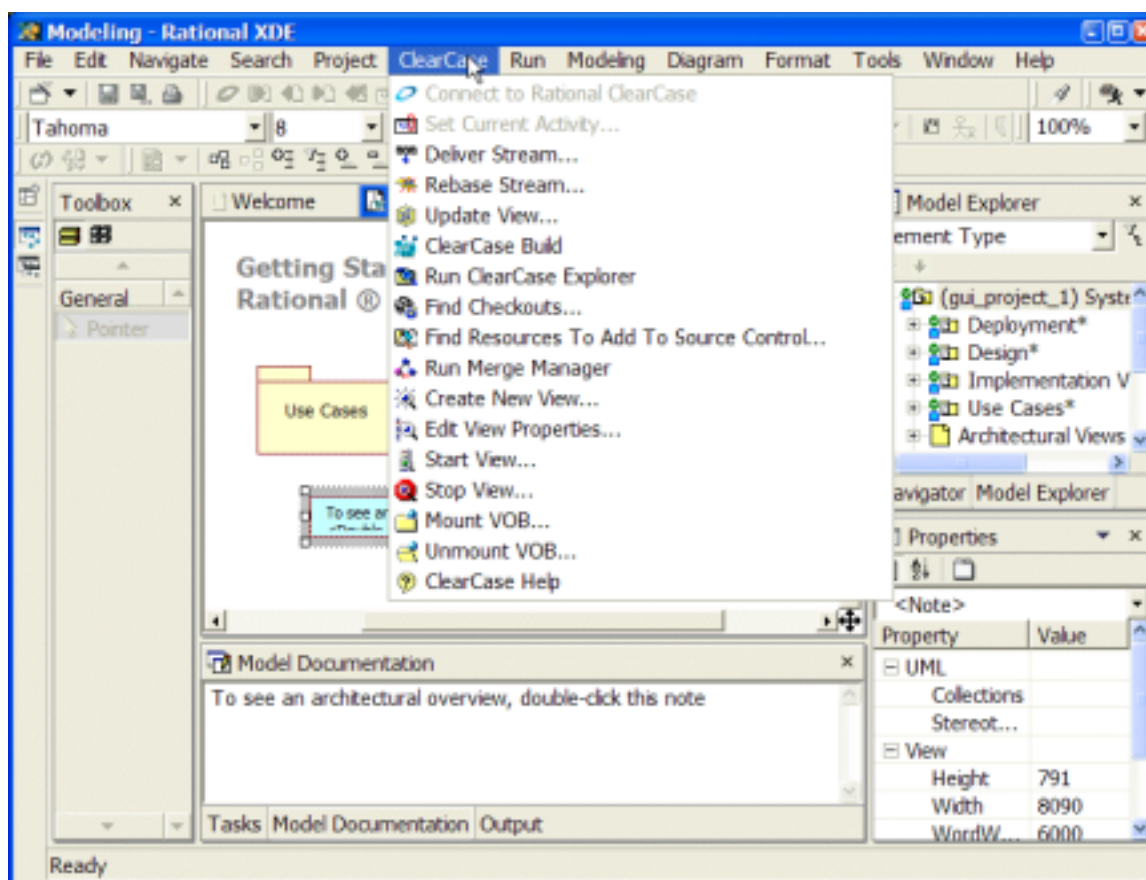 Modeling - Rational XDE
File Edit Navigate Search Project ClearCase Run Modeling Diagram Format Tools Window Help
Tahoma 8 100%
Toolbox
General
Pointer
Welcome
Getting Sta
Rational ®
Use Cases
To see ar
Connect to Rational ClearCase
Set Current Activity...
Deliver Stream...
Rebase Stream...
Update View...
ClearCase Build
Run ClearCase Explorer
Find Checkouts...
Find Resources To Add To Source Control...
Run Merge Manager
Create New View...
Edit View Properties...
Start View...
Stop View...
Mount VOB...
Unmount VOB...
ClearCase Help
Model Explorer
ement Type
(gui_project_1) Syste
Deployment*
Design*
Implementation V
Use Cases*
Architectural Views
avigator Model Explorer
Properties
<Note>
Property Value
UML
Collections
Stereot...
View
Height 791
Width 8090
WordW... 6000
Model Documentation
To see an architectural overview, double-click this note
Tasks Model Documentation Output
Ready